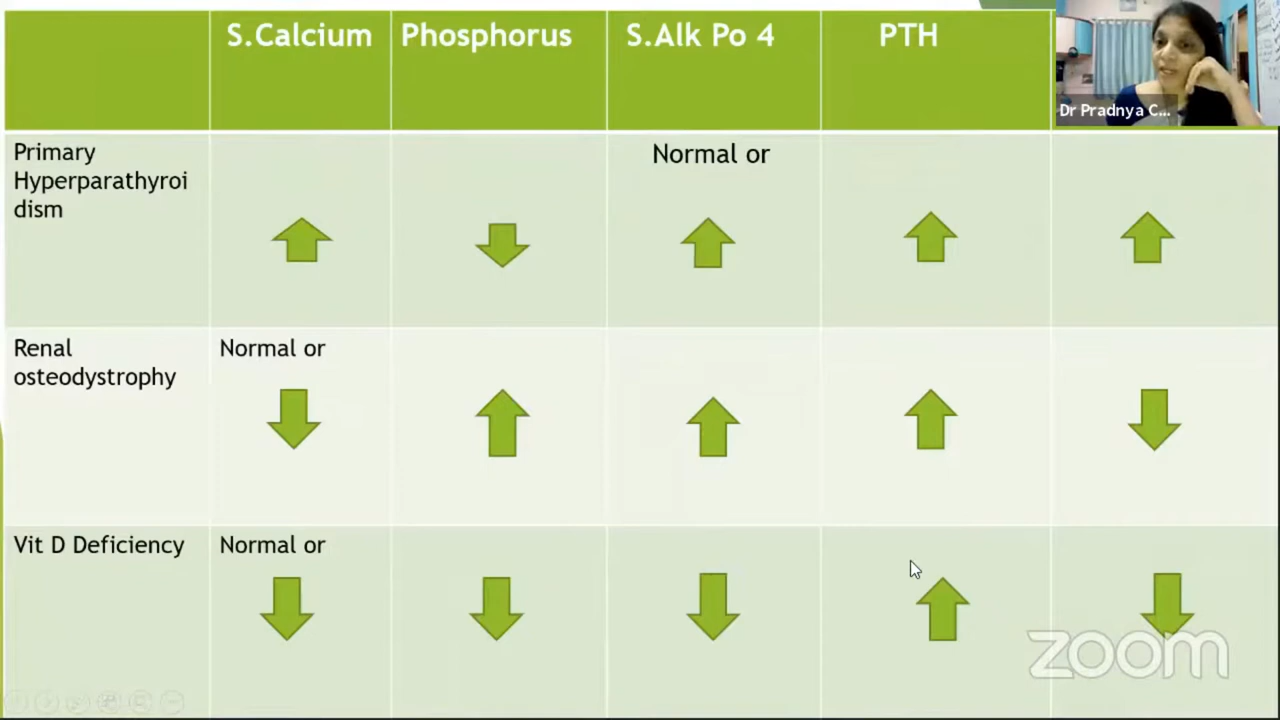 S.Calcium Phosphorus S.Alk Po 4 PTH
Dr Pradnya C...
Primary
Hyperparathyroi
dism
Normal or
Renal
osteodystrophy
Normal or
Vit D Deficiency
Normal or
zoom